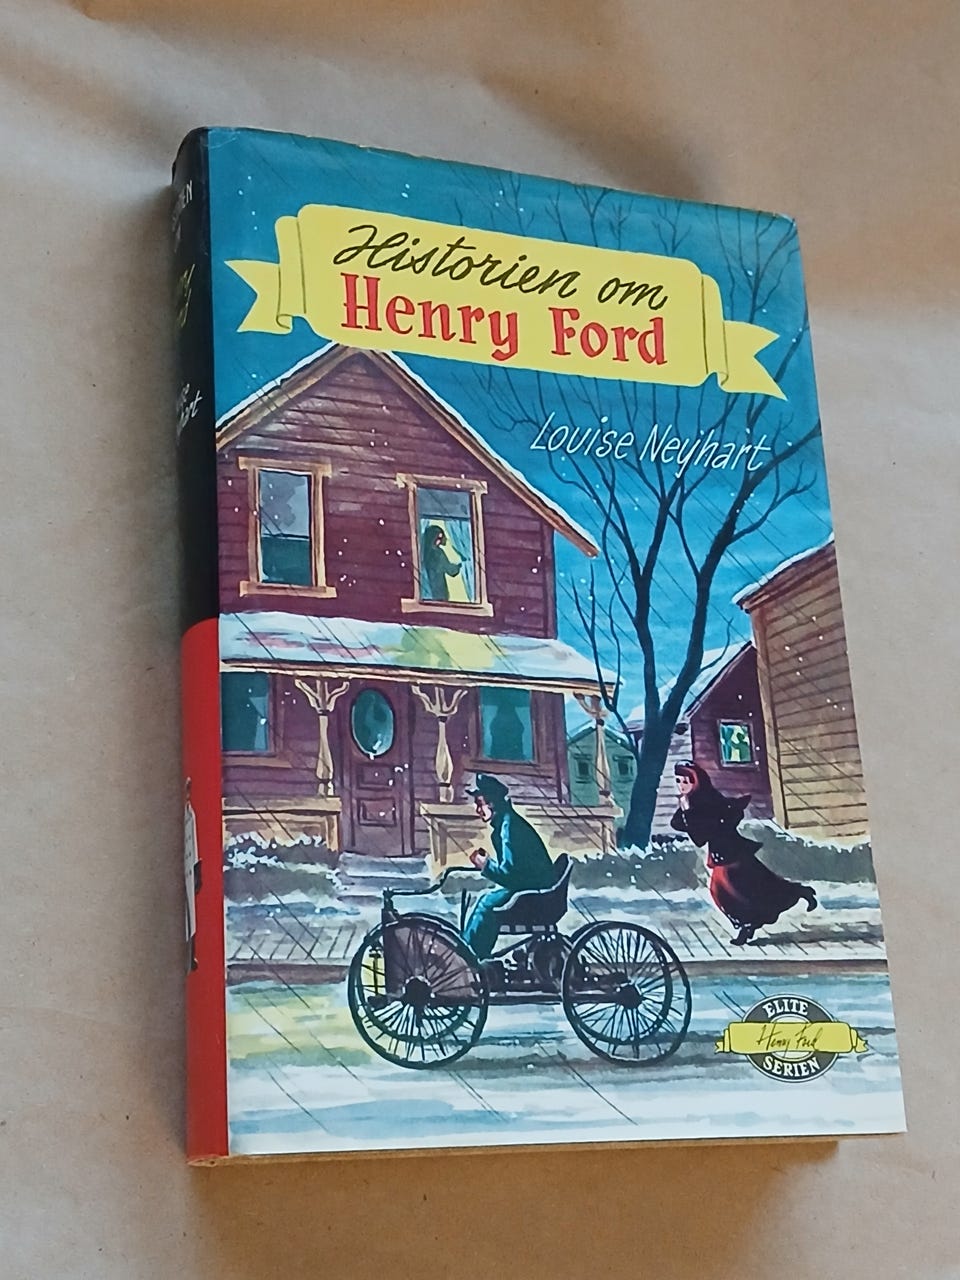 Historien om
Henry Ford
Louise Neyhart
ELITE
Henry Ford
SERIEN